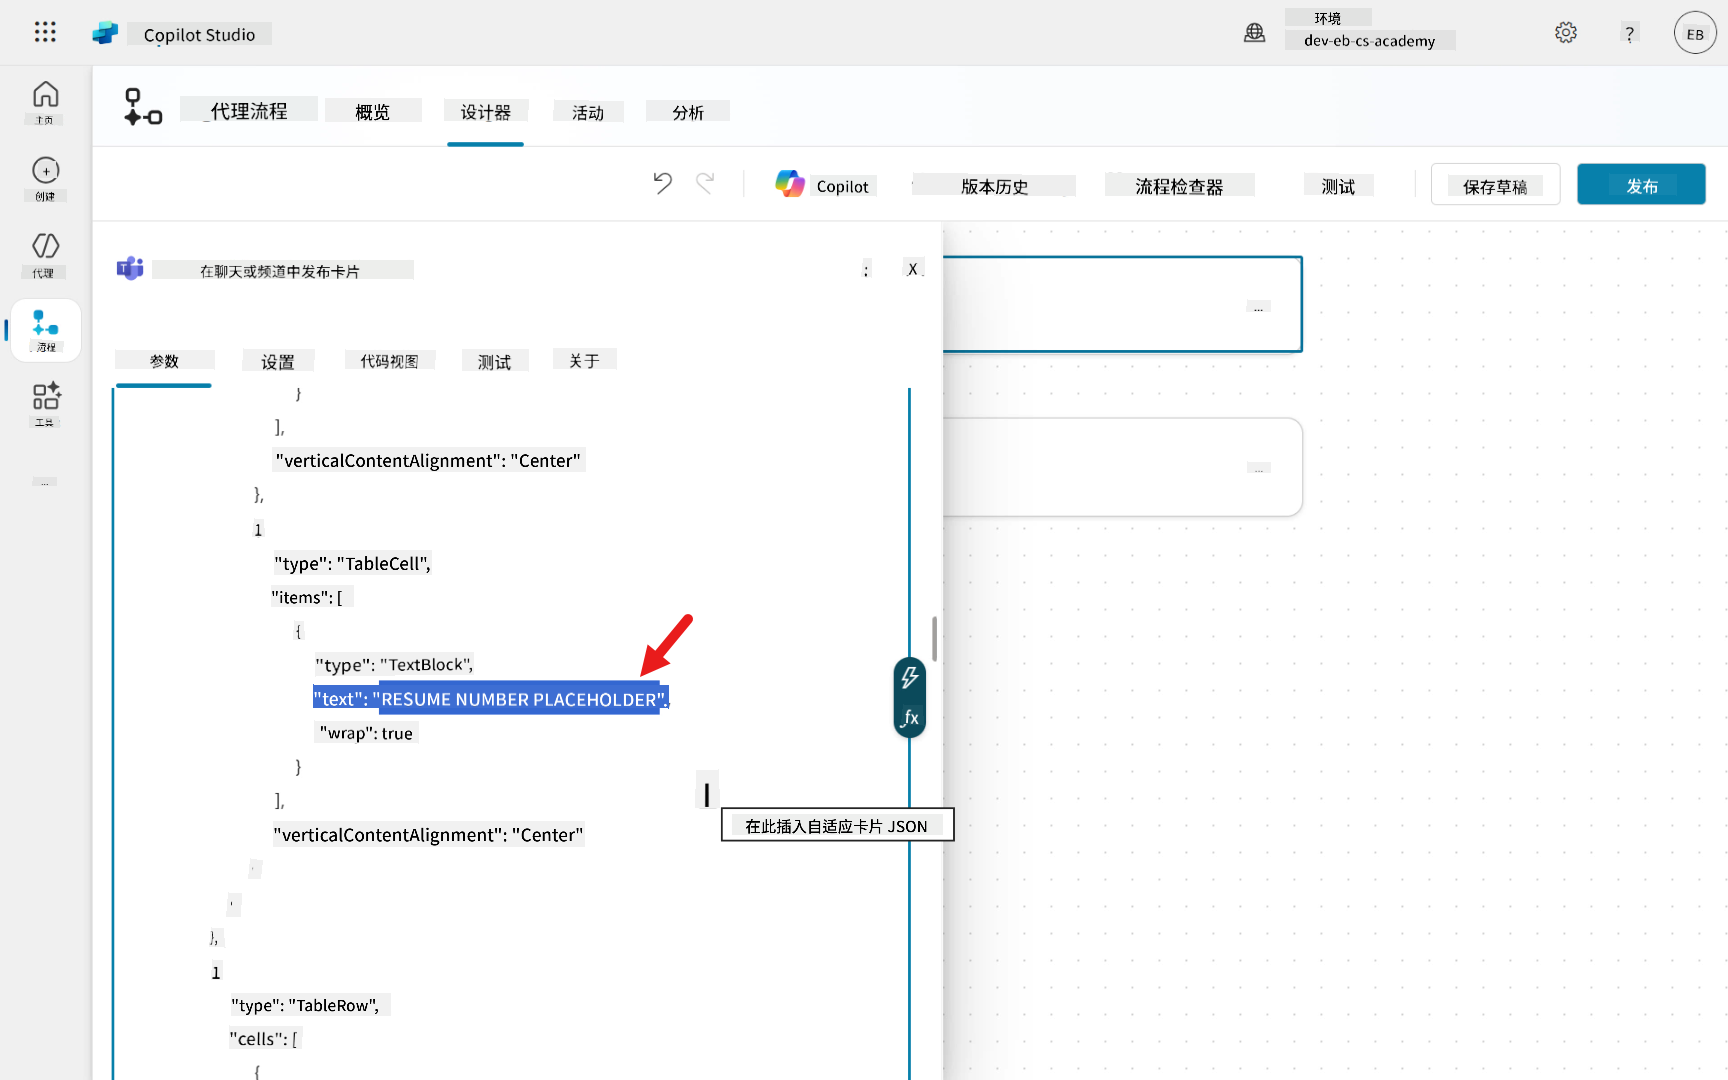 Copilot Studio
环境
dev-eb-cs-academy
?
EB
主页
创建
代理
流程
工具
...
代理流程
概览
设计器
活动
分析
Copilot
版本历史
流程检查器
测试
保存草稿
发布
在聊天或频道中发布卡片
:
X
参数
设置
代码视图
测试
关于
}
],
"verticalContentAlignment": "Center"
},
1
"type": "TableCell",
"items": [
{
"type": "TextBlock",
"text": "RESUME NUMBER PLACEHOLDER",
"wrap": true
}
],
"verticalContentAlignment": "Center"
},
1
"type": "TableRow",
"cells": [
{
fx
在此插入自适应卡片 JSON
...
...